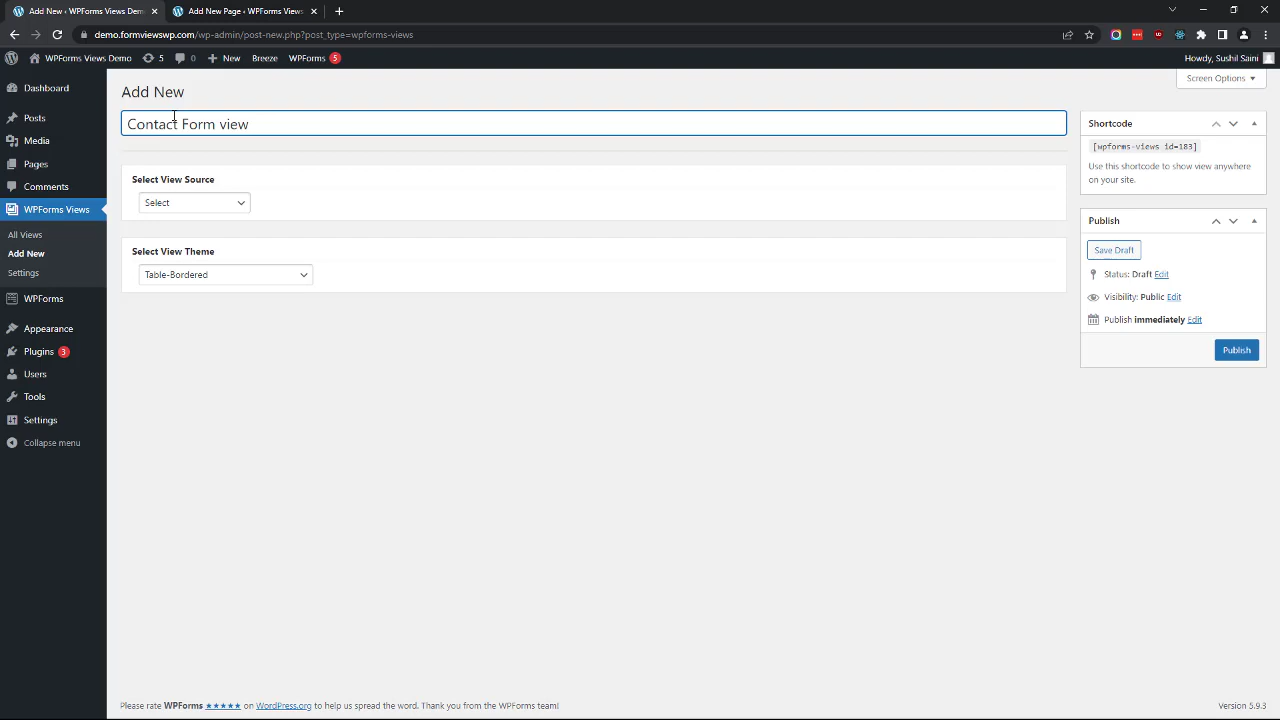 Add New ‹ WPForms Views Demo
Add New Page ‹ WPForms Views
demo.formviewswp.com/wp-admin/post-new.php?post_type=wpforms-views
WPForms Views Demo
5
0
New
Breeze
WPForms
5
Howdy, Sushil Saini
Screen Options
Dashboard
Posts
Media
Pages
Comments
WPForms Views
All Views
Add New
Settings
WPForms
Appearance
Plugins 3
Users
Tools
Settings
Collapse menu
Add New
Contact Form view
Select View Source
Select
Select View Theme
Table-Bordered
Shortcode
[wpforms-views id=183]
Use this shortcode to show view anywhere
on your site.
Publish
Save Draft
Status: Draft Edit
Visibility: Public Edit
Publish immediately Edit
Publish
Please rate WPForms ★★★★★ on WordPress.org to help us spread the word. Thank you from the WPForms team!
Version 5.9.3